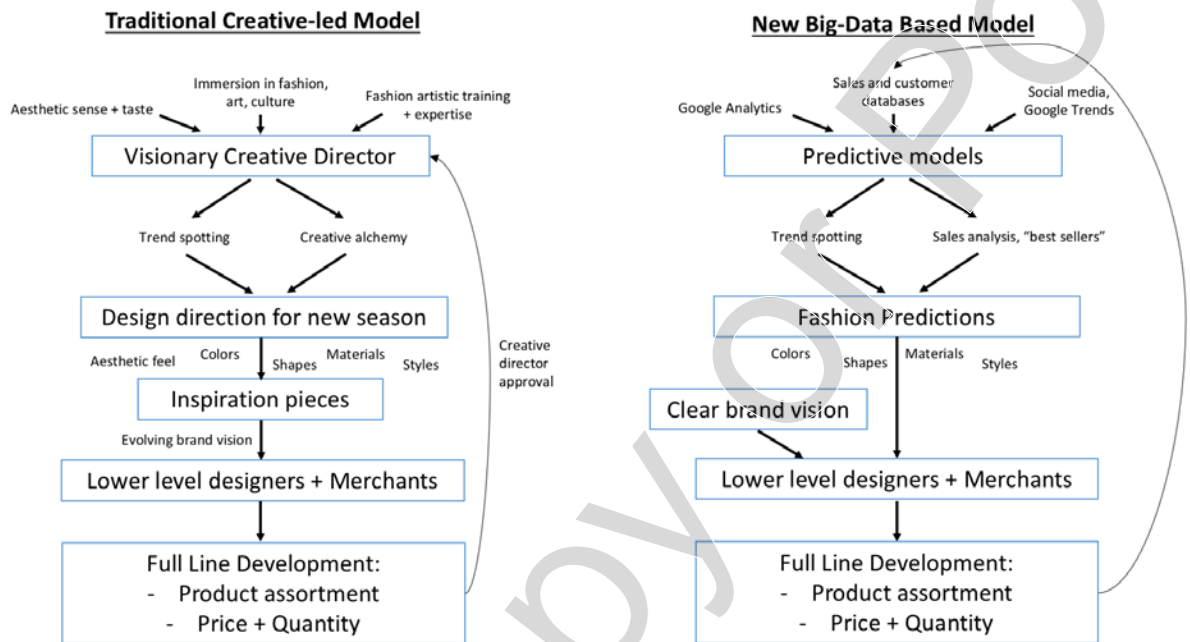 Traditional Creative-led Model
Aesthetic sense + taste
Immersion in fashion,
art, culture
Fashion artistic training
+ expertise
Visionary Creative Director
Trend spotting
Creative alchemy
Design direction for new season
Aesthetic feel
Colors
Shapes
Materials
Styles
Inspiration pieces
Evolving brand vision
Lower level designers + Merchants
Full Line Development:
- Product assortment
- Price + Quantity
Creative
director
approval
New Big-Data Based Model
Google Analytics
Sales and customer
databases
Social media,
Google Trends
Predictive models
Trend spotting
Sales analysis, “best sellers”
Fashion Predictions
Colors
Shapes
Materials
Styles
Clear brand vision
Lower level designers + Merchants
Full Line Development:
- Product assortment
- Price + Quantity
py or Po